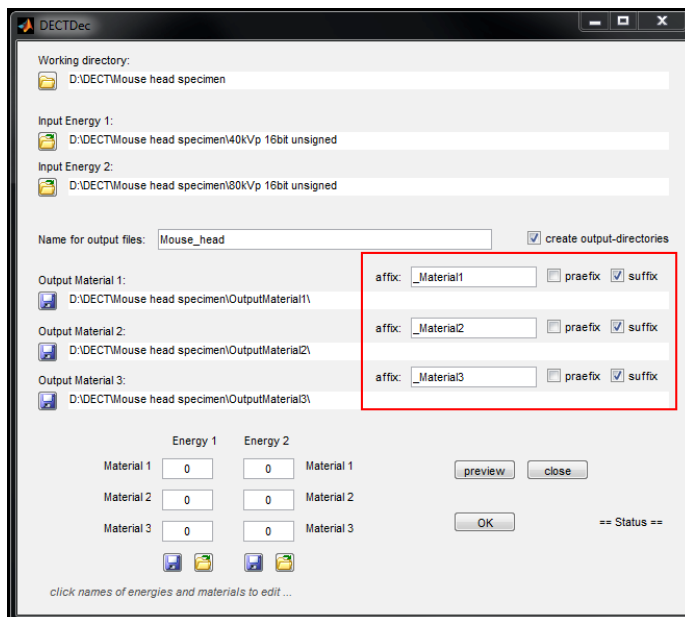 DECTDec
Working directory:
D:\DECT\Mouse head specimen
Input Energy 1:
D:\DECT\Mouse head specimen\40kVp 16bit unsigned
Input Energy 2:
D:\DECT\Mouse head specimen\80kVp 16bit unsigned
Name for output files: Mouse_head create output-directories
Output Material 1: affix: _Material1 praefix suffix
D:\DECT\Mouse head specimen\OutputMaterial1\
Output Material 2: affix: _Material2 praefix suffix
D:\DECT\Mouse head specimen\OutputMaterial2\
Output Material 3: affix: _Material3 praefix suffix
D:\DECT\Mouse head specimen\OutputMaterial3\
Energy 1 Energy 2
Material 1 0 0 Material 1 preview close
Material 2 0 0 Material 2
Material 3 0 0 Material 3 OK == Status ==
click names of energies and materials to edit ...